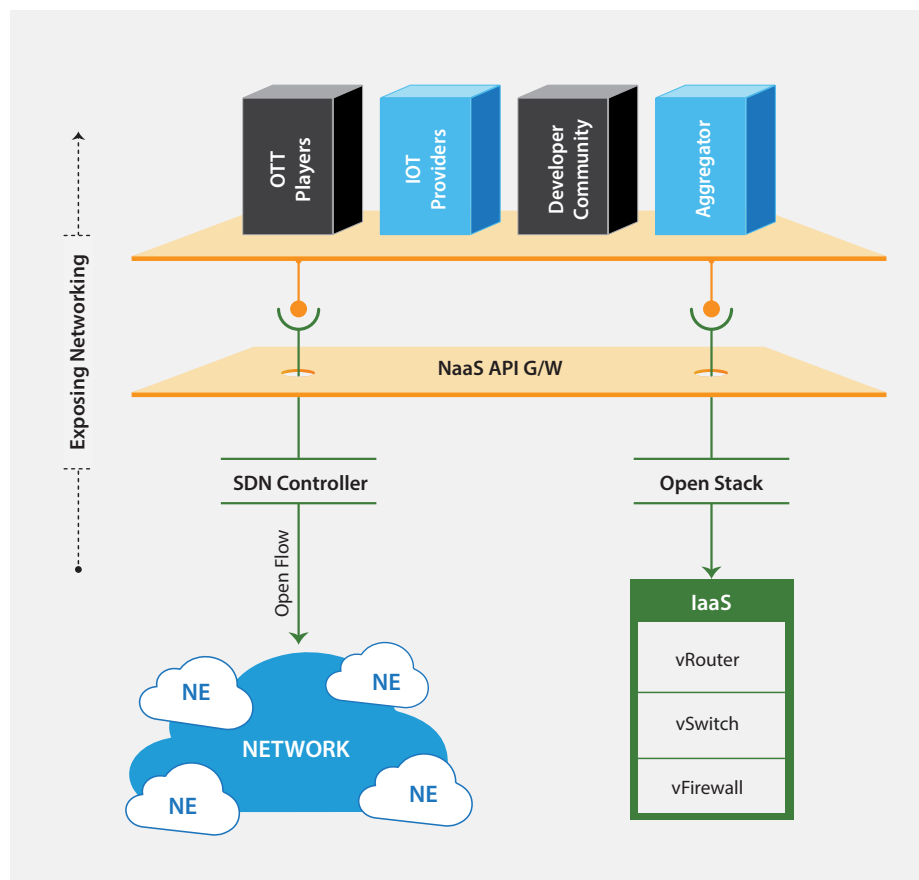 OTT
Players
IOT
Providers
Developer
Community
Aggregator
Exposing Networking
NaaS API G/W
SDN Controller
Open Stack
Open Flow
IaaS
vRouter
vSwitch
vFirewall
NE
NE
NETWORK
NE
NE